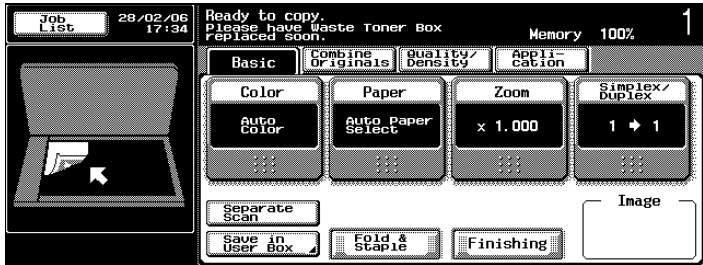 Job
List
28/02/06
17:34
Ready to copy.
Please have Waste Toner Box
replaced soon.
Memory 100%
1
Basic
Combine
Originals
Quality/
Density
Appli-
cation
Color
Paper
Zoom
Simplex/
Duplex
Auto
Color
Auto Paper
Select
× 1.000
1 ➔ 1
Separate
Scan
Image
Save in
User Box
Fold &
Staple
Finishing